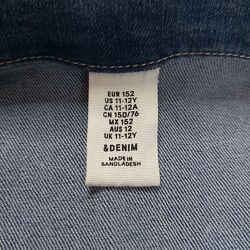 EUR 152
US 11-12Y
CA 11-12A
CN 150/76
MX 152
AUS 12
UK 11-12Y
&DENIM
MADE IN
BANGLADESH